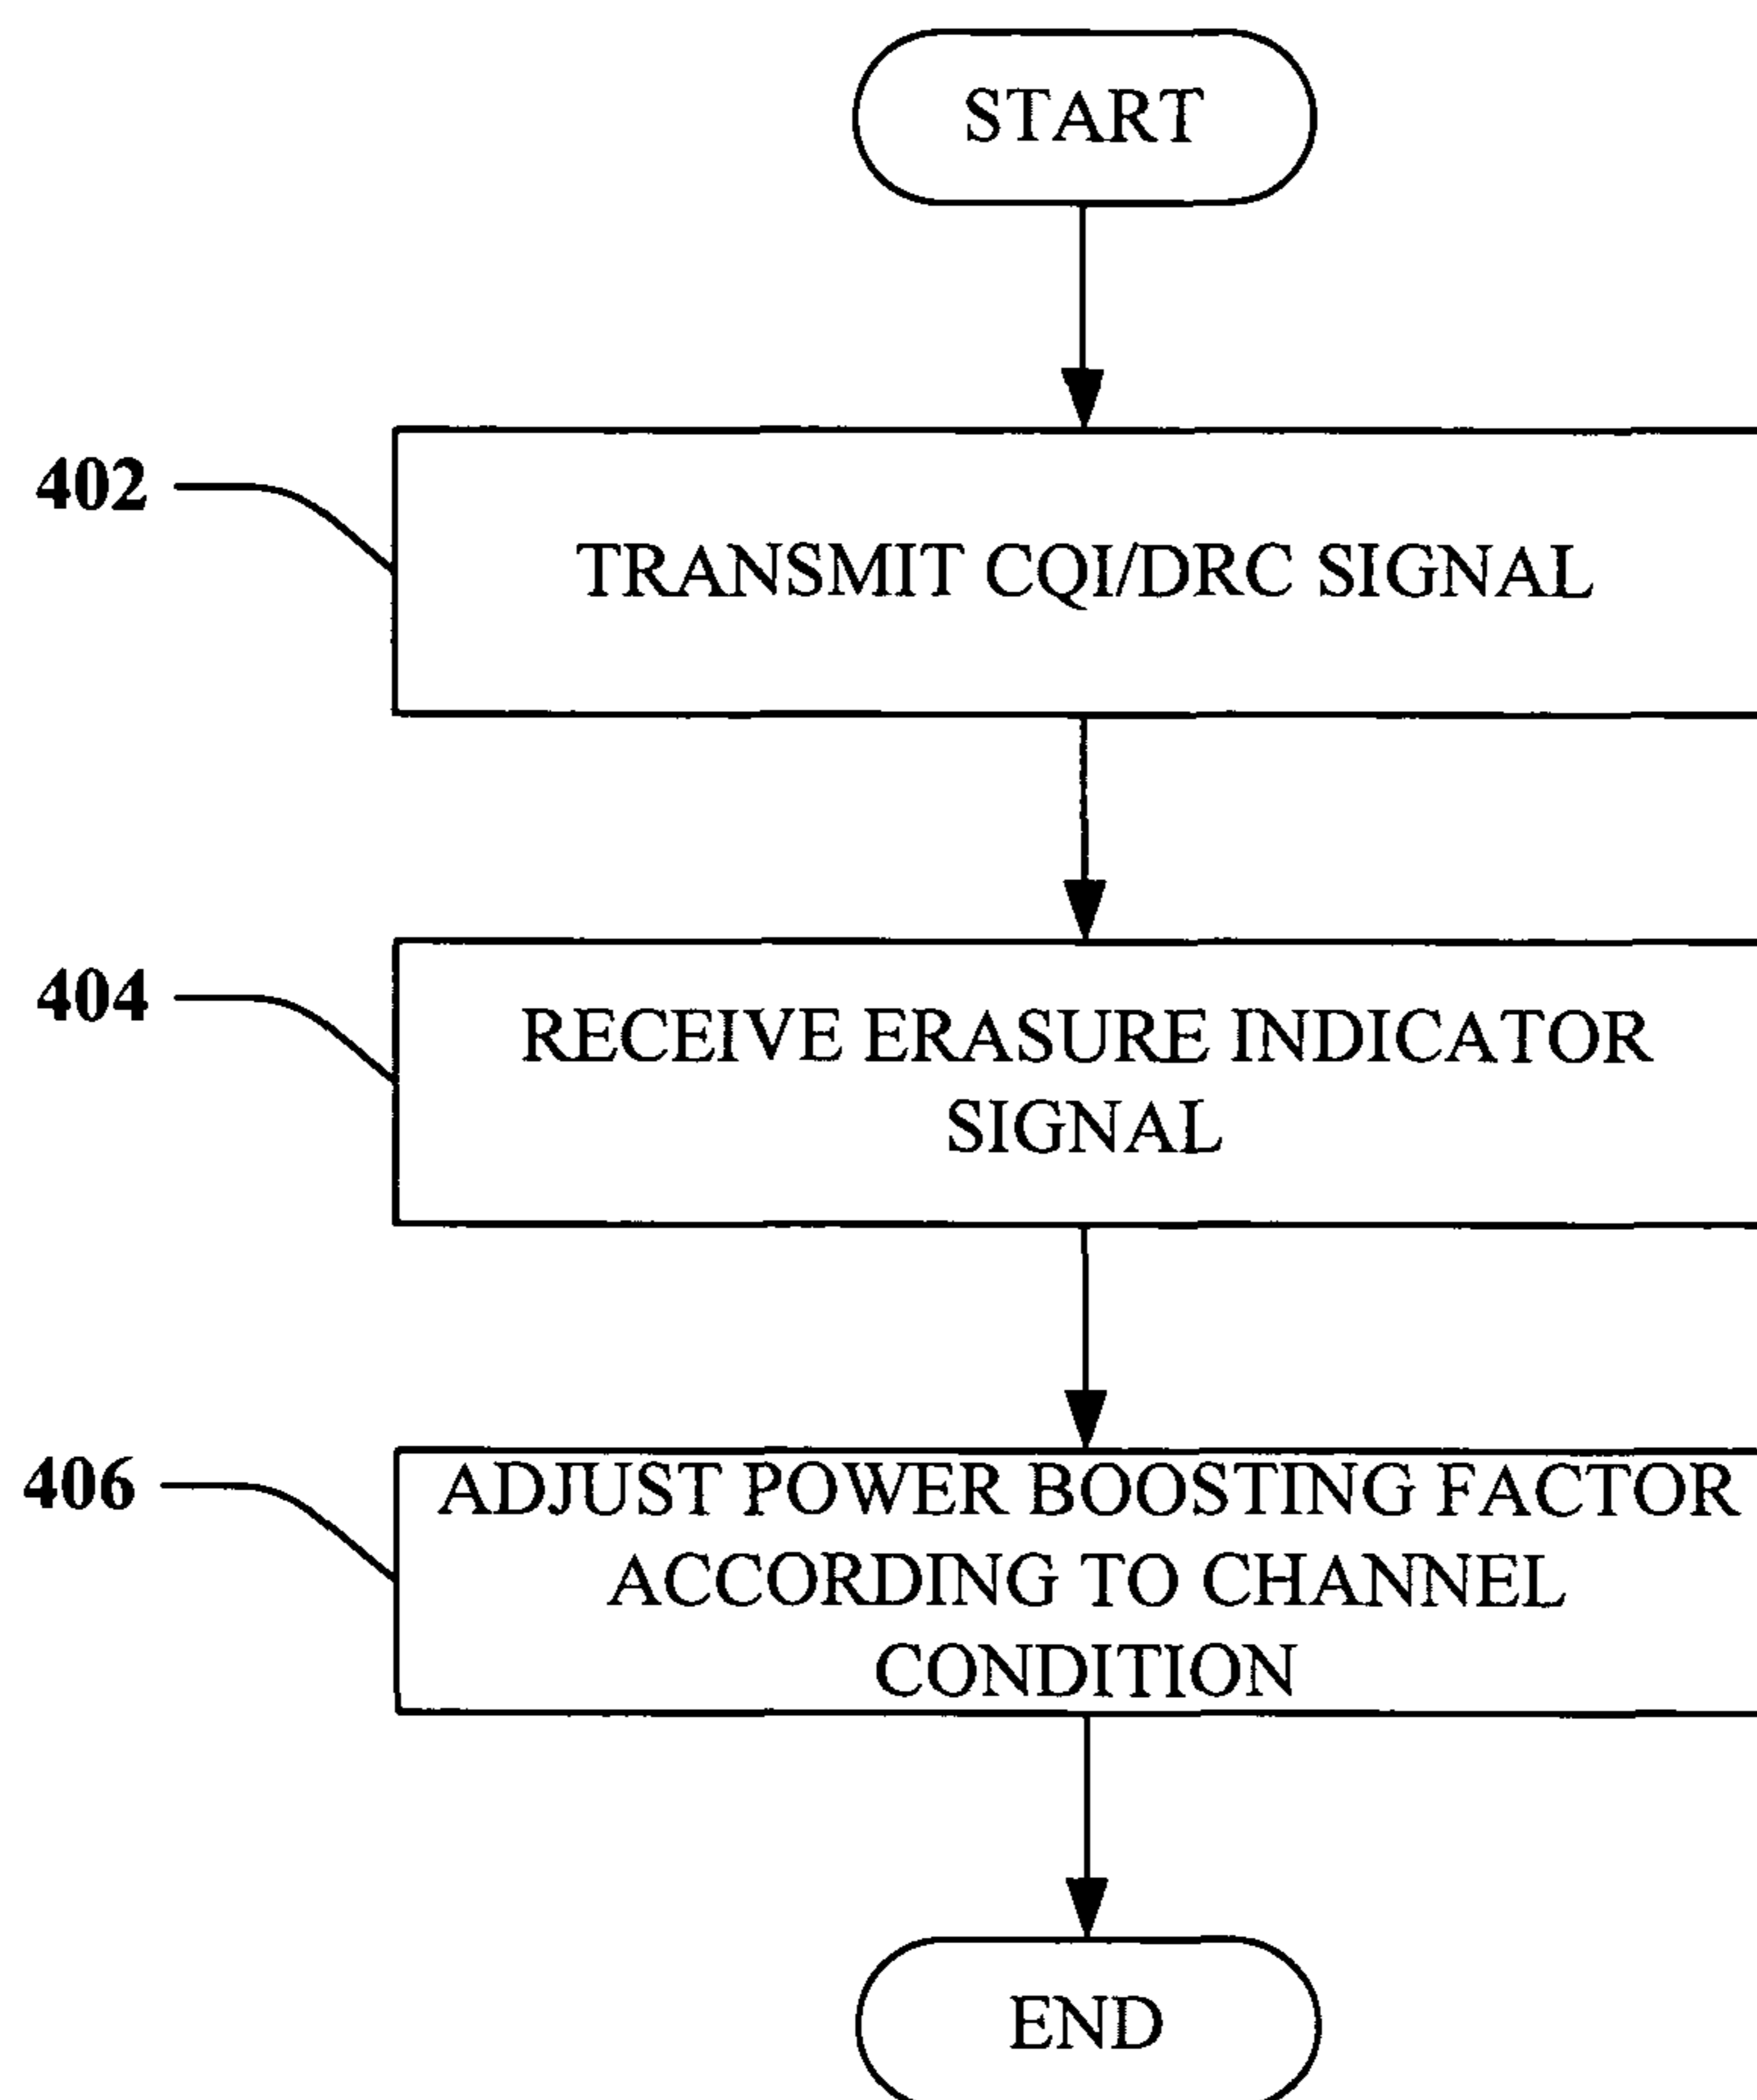 START
402
TRANSMIT CQI/DRC SIGNAL
404
RECEIVE ERASURE INDICATOR
SIGNAL
406
ADJUST POWER BOOSTING FACTOR
ACCORDING TO CHANNEL
CONDITION
END